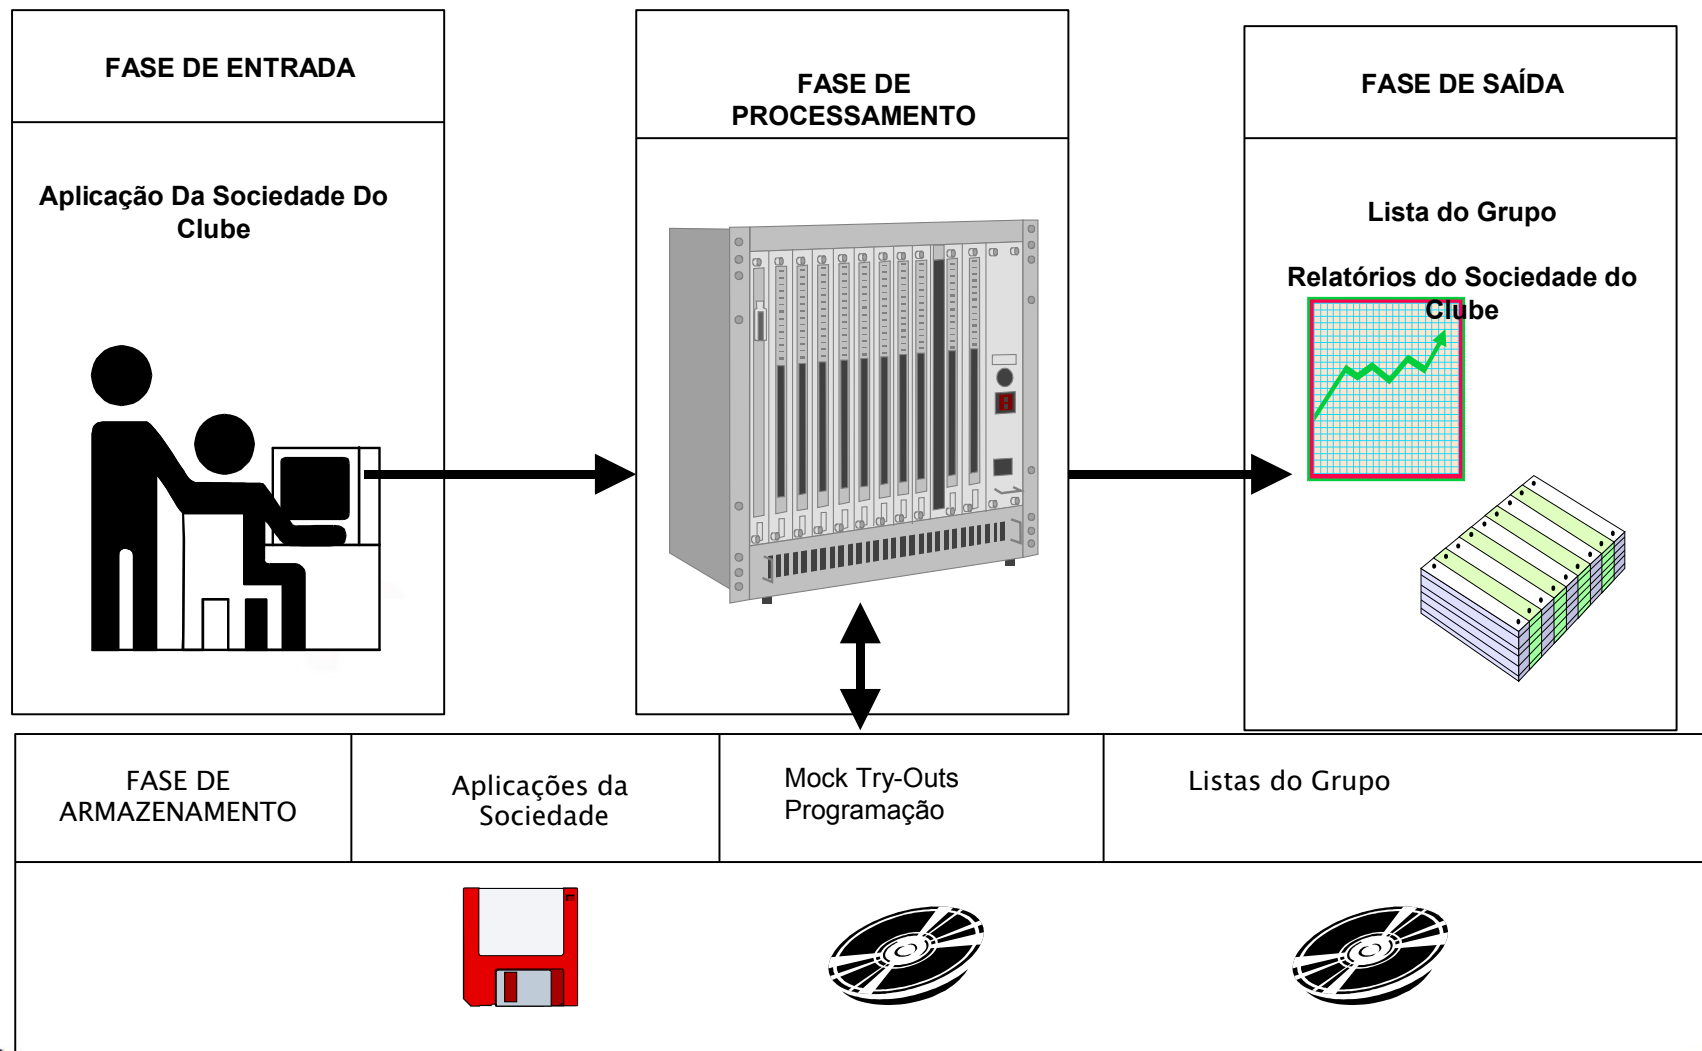 FASE DE ENTRADA
Aplicação Da Sociedade Do
Clube
FASE DE
PROCESSAMENTO
FASE DE SAÍDA
Lista do Grupo
Relatórios do Sociedade do
Clube
FASE DE
ARMAZENAMENTO
Aplicações da
Sociedade
Mock Try-Outs
Programação
Listas do Grupo